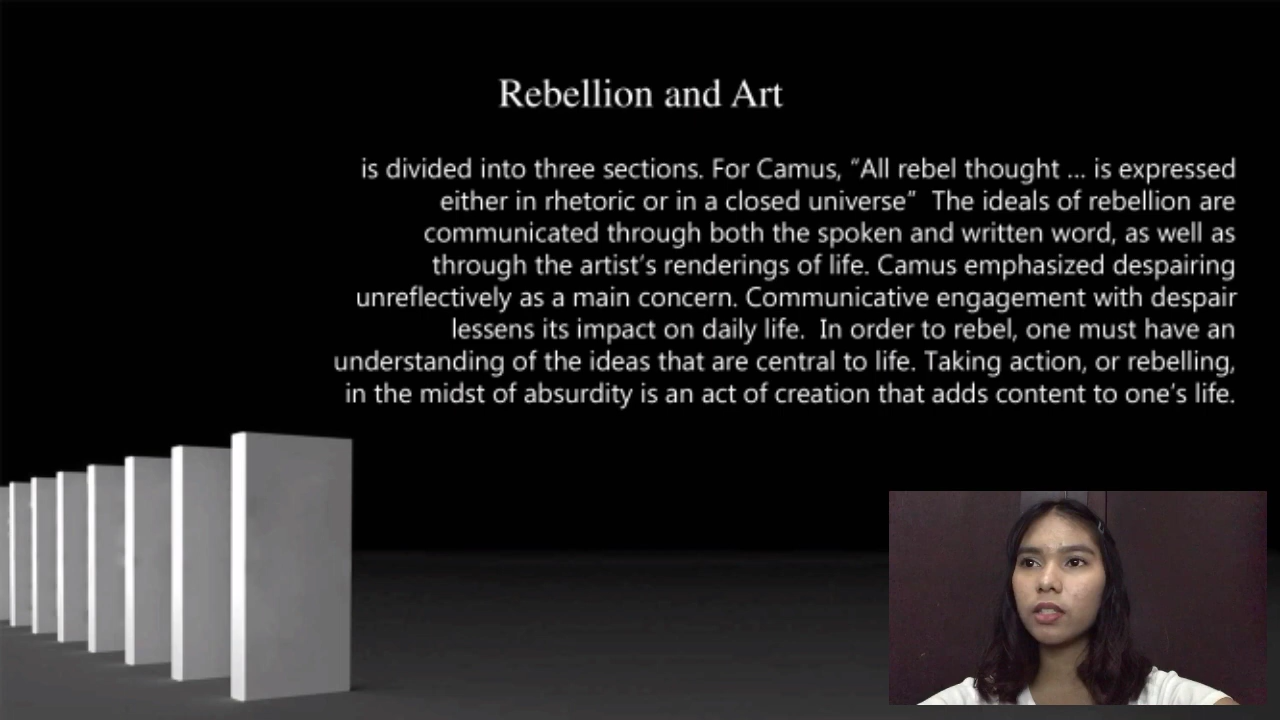 Rebellion and Art
is divided into three sections. For Camus, “All rebel thought ... is expressed
either in rhetoric or in a closed universe”  The ideals of rebellion are
communicated through both the spoken and written word, as well as
through the artist’s renderings of life. Camus emphasized despairing
unreflectively as a main concern. Communicative engagement with despair
lessens its impact on daily life.  In order to rebel, one must have an
understanding of the ideas that are central to life. Taking action, or rebelling,
in the midst of absurdity is an act of creation that adds content to one’s life.